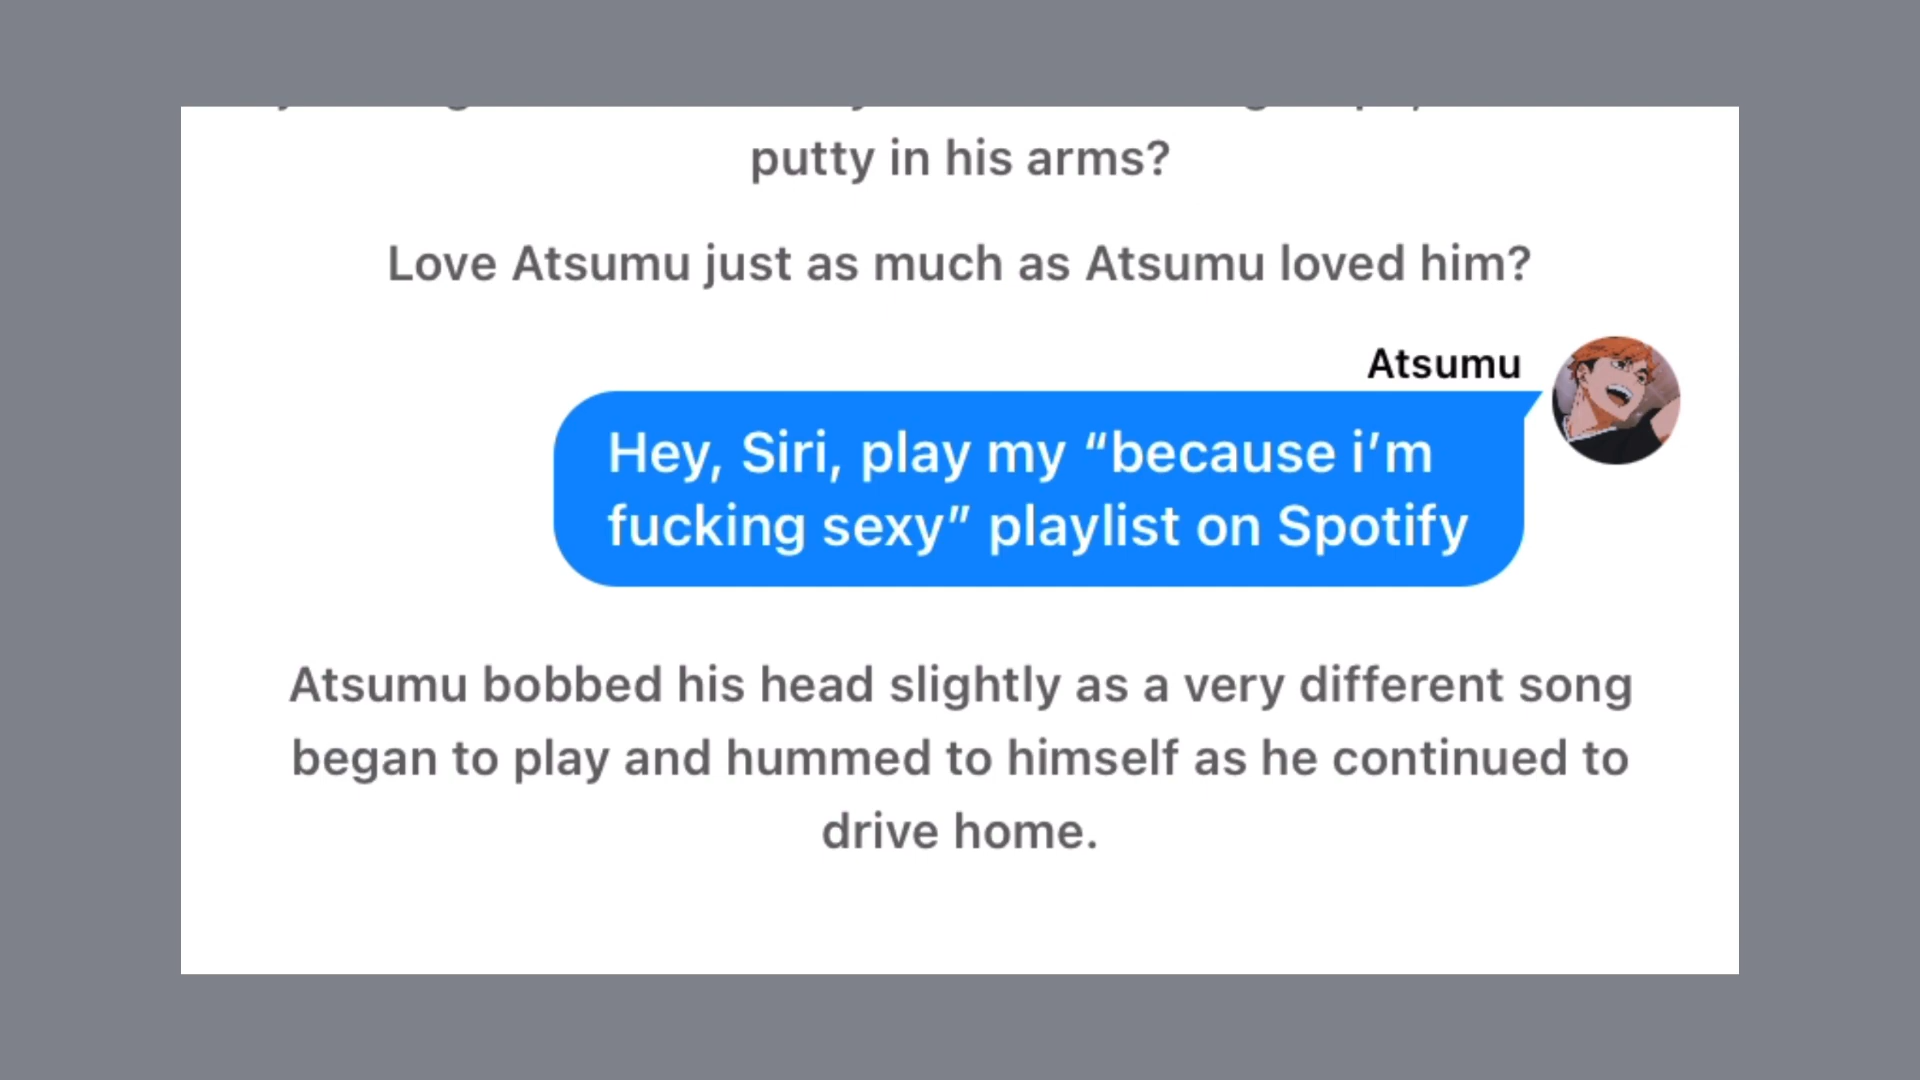 putty in his arms?
Love Atsumu just as much as Atsumu loved him?
Atsumu
Hey, Siri, play my “because i’m
fucking sexy” playlist on Spotify
Atsumu bobbed his head slightly as a very different song
began to play and hummed to himself as he continued to
drive home.